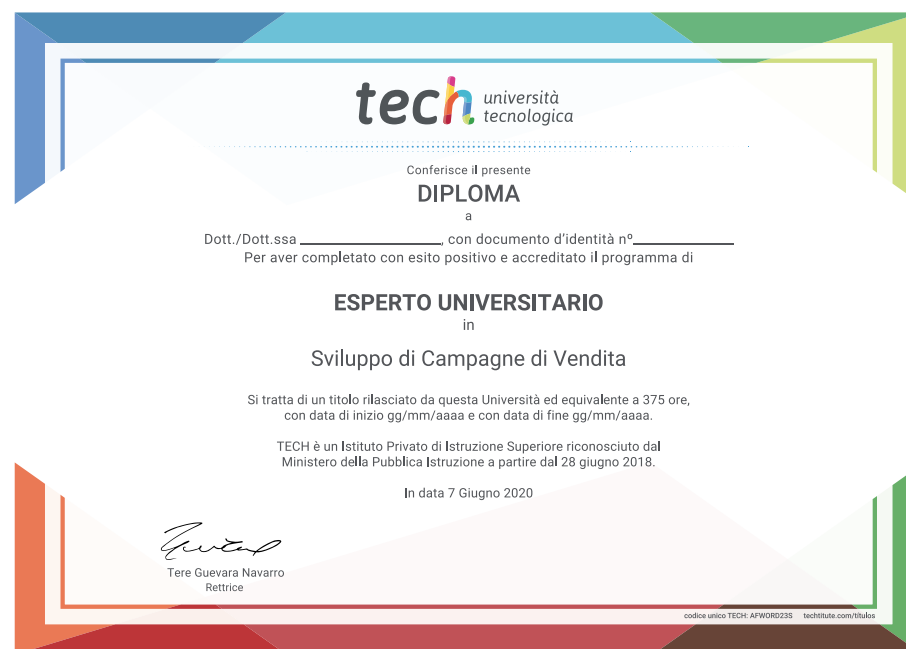 tech università
tecnologica
Conferisce il presente
DIPLOMA
a
Dott./Dott.ssa ____________________, con documento d'identità nº______________
Per aver completato con esito positivo e accreditato il programma di
ESPERTO UNIVERSITARIO
in
Sviluppo di Campagne di Vendita
Si tratta di un titolo rilasciato da questa Università ed equivalente a 375 ore,
con data di inizio gg/mm/aaaa e con data di fine gg/mm/aaaa.
TECH è un Istituto Privato di Istruzione Superiore riconosciuto dal
Ministero della Pubblica Istruzione a partire dal 28 giugno 2018.
In data 7 Giugno 2020
Tere Guevara Navarro
Rettrice
codice unico TECH: AFWORD23S techtitute.com/titulos